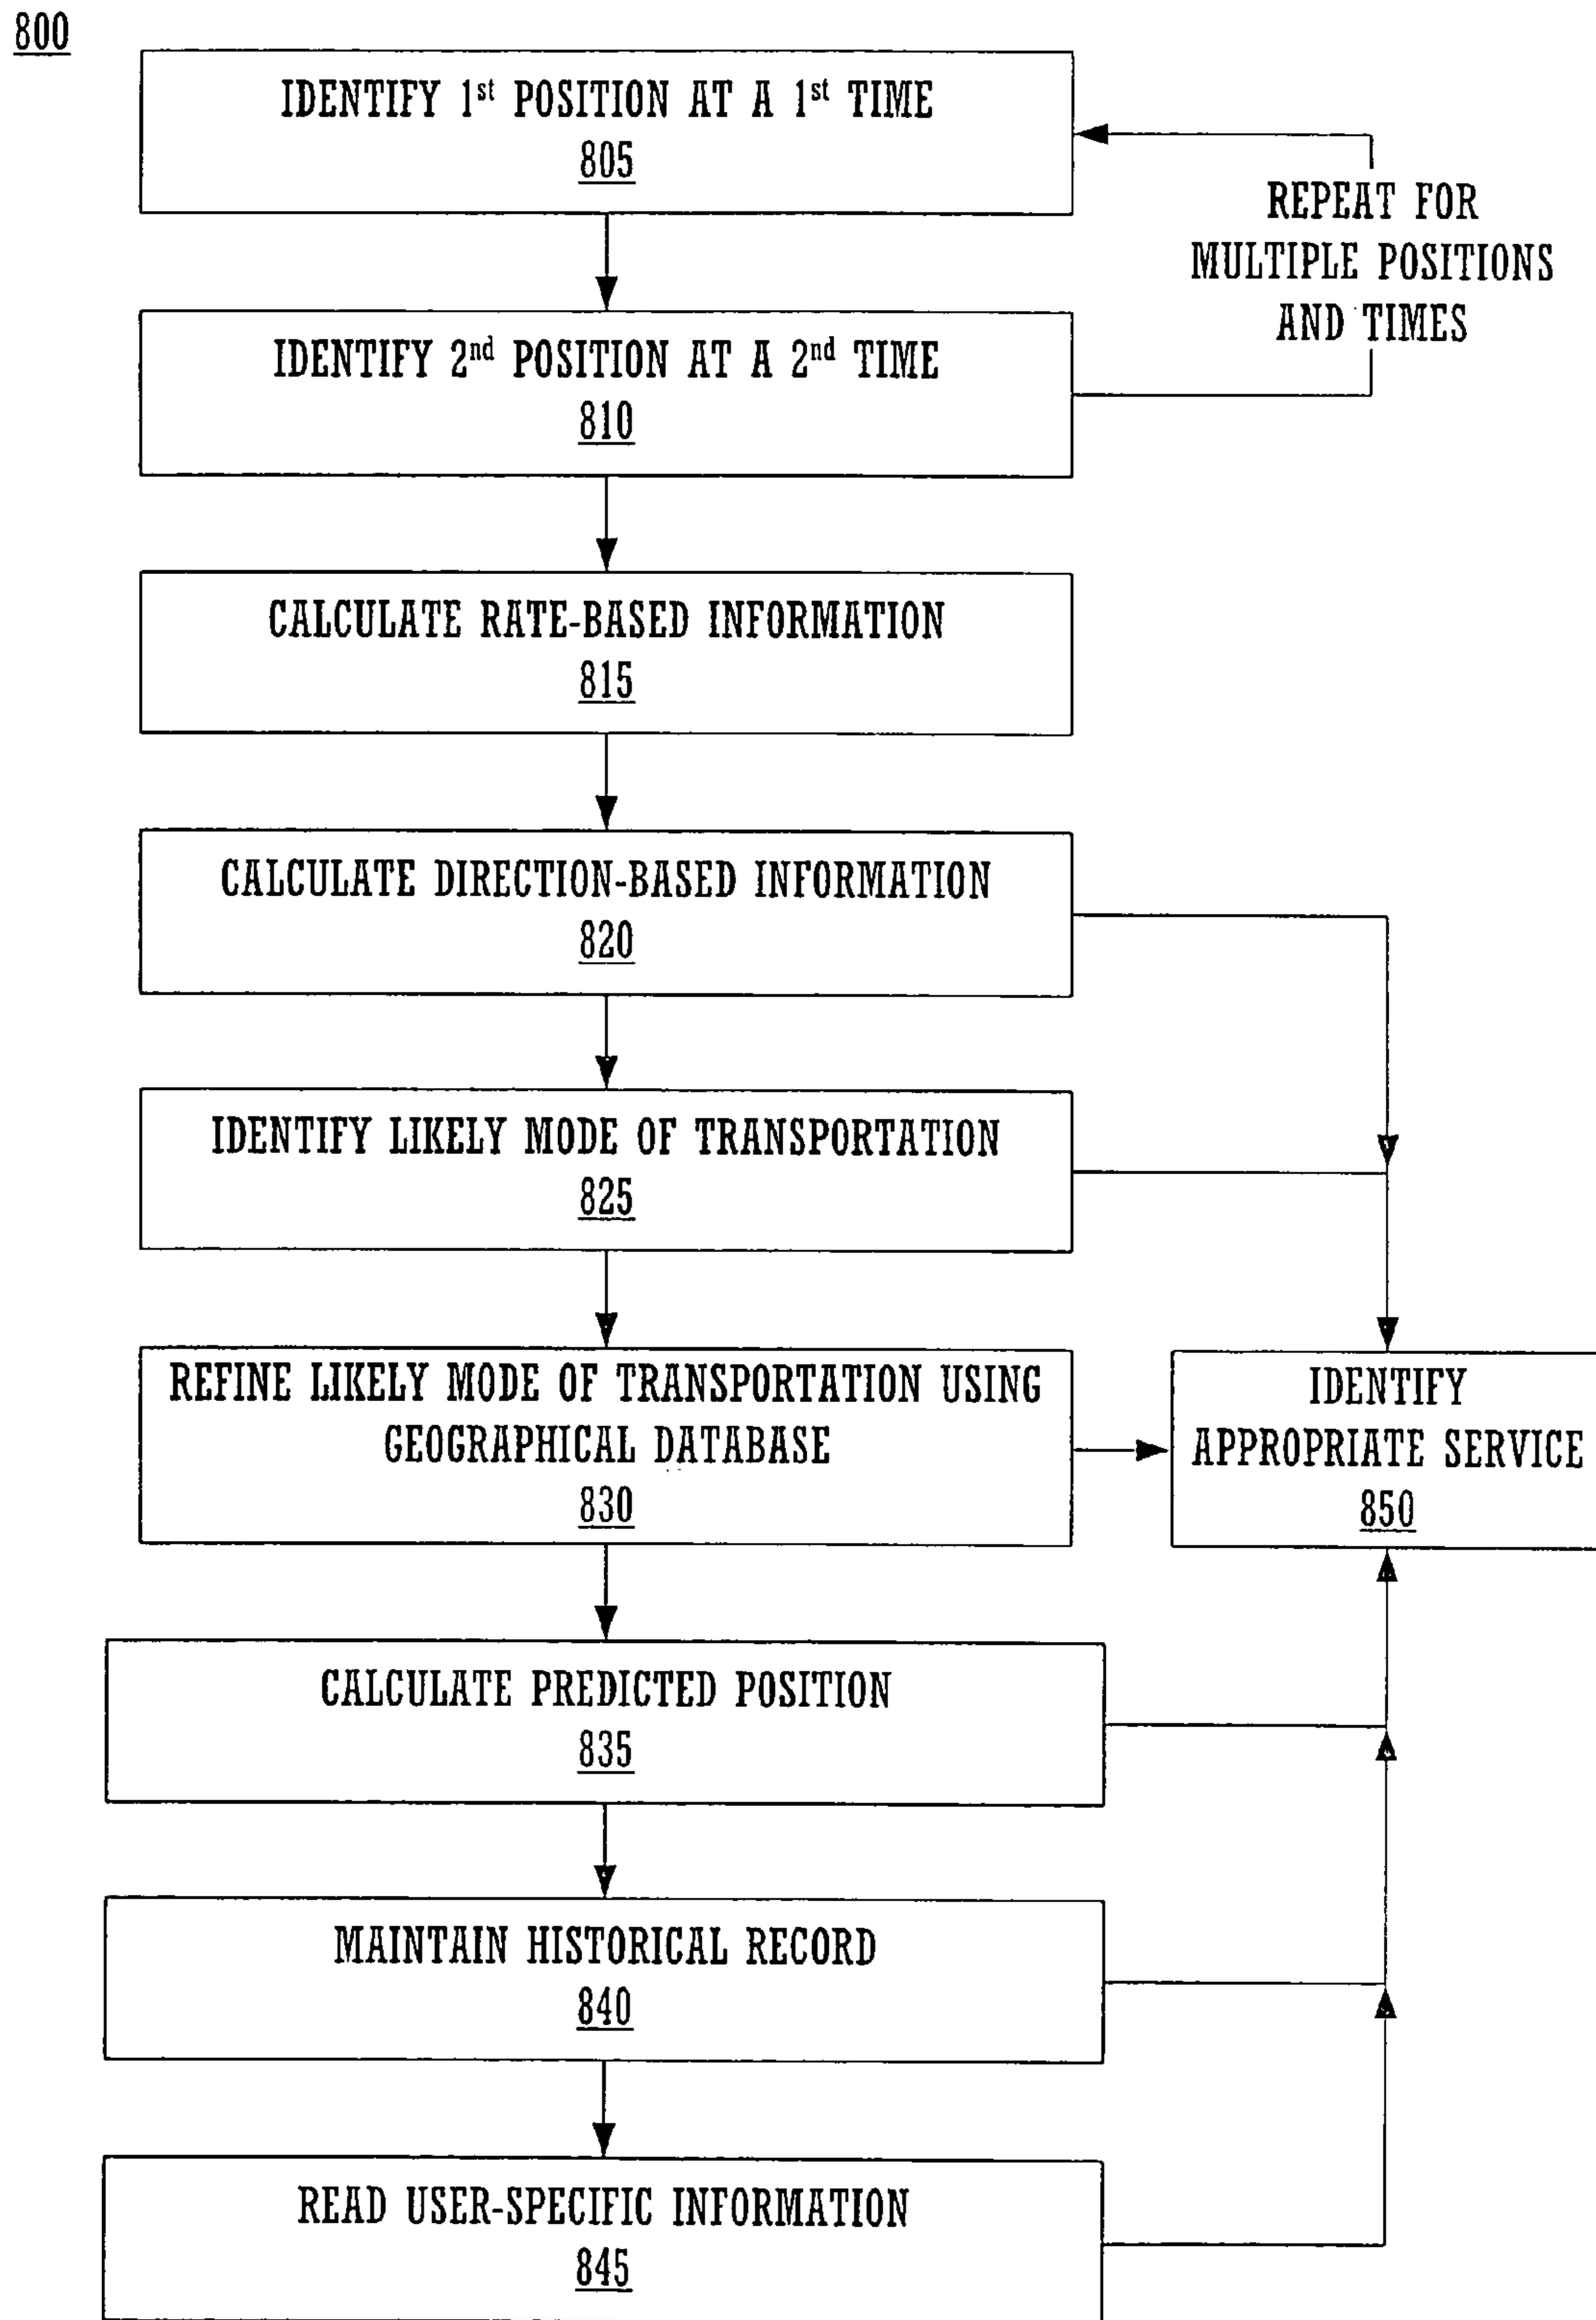 800
IDENTIFY 1st POSITION AT A 1st TIME
805
REPEAT FOR
MULTIPLE POSITIONS
AND TIMES
IDENTIFY 2nd POSITION AT A 2nd TIME
810
CALCULATE RATE-BASED INFORMATION
815
CALCULATE DIRECTION-BASED INFORMATION
820
IDENTIFY LIKELY MODE OF TRANSPORTATION
825
REFINE LIKELY MODE OF TRANSPORTATION USING
GEOGRAPHICAL DATABASE
830
IDENTIFY
APPROPRIATE SERVICE
850
CALCULATE PREDICTED POSITION
835
MAINTAIN HISTORICAL RECORD
840
READ USER-SPECIFIC INFORMATION
845